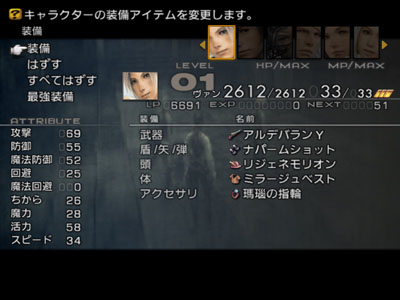 キャラクターの装備アイテムを変更します。
装備
装備
はずす
すべてはずす
最強装備
LEVEL HP/MAX MP/MAX
01
ヴァン 2612/2612 33/33
LP 6691 EXP 0 NEXT 51
ATTRIBUTE
攻撃 69
防御 55
魔法防御 52
回避 25
魔法回避 0
ちから 26
魔力 28
活力 58
スピード 34
装備 名前
武器 アルデバランY
盾/矢/弾 ナパームショット
頭 リジェネモリオン
体 ミラージュベスト
アクセサリ 瑪瑙の指輪